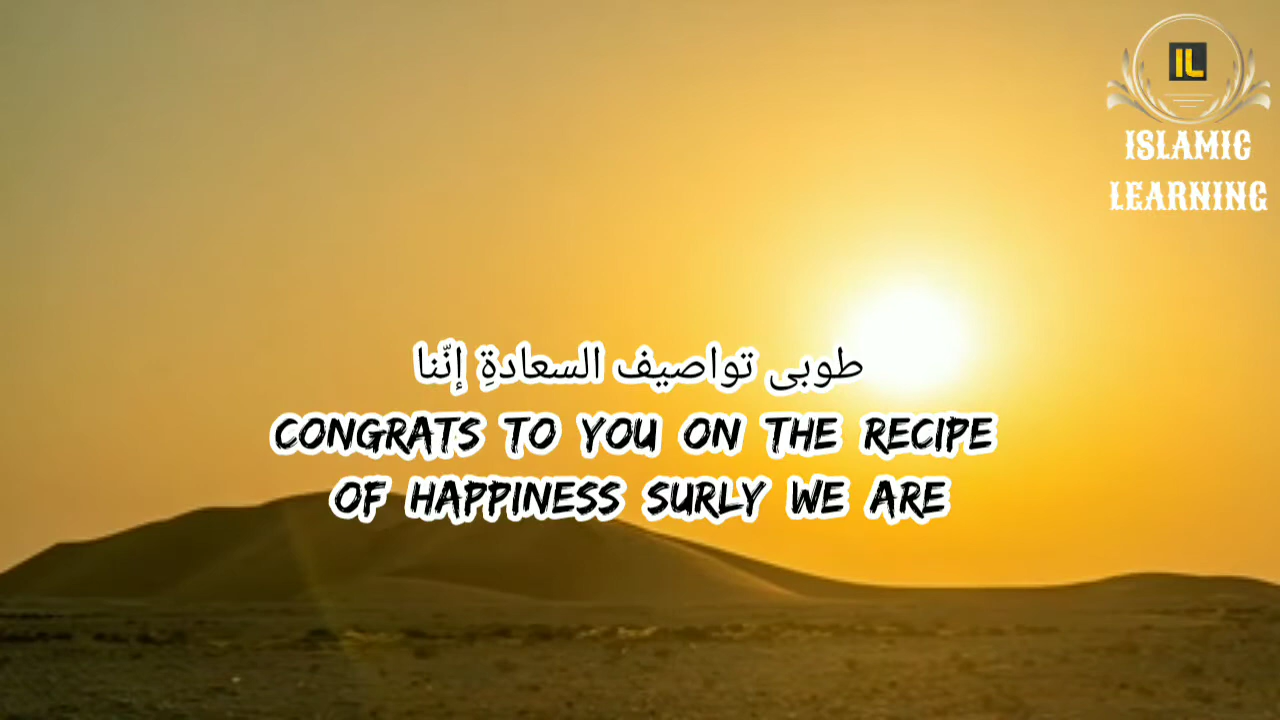 IL
ISLAMIC
LEARNING
طوبى تواصيف السعادةِ إنّنا
CONGRATS TO YOU ON THE RECIPE
OF HAPPINESS SURLY WE ARE